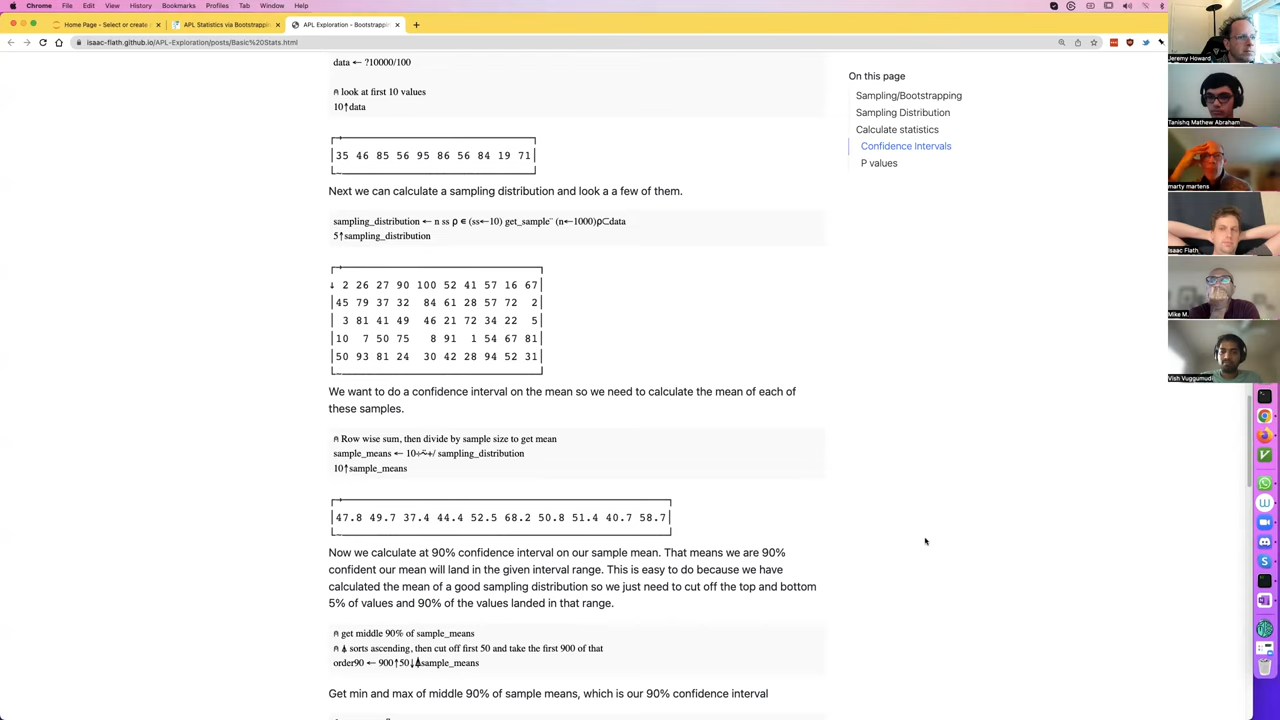 Chrome File Edit View History Bookmarks Profiles Tab Window Help
Home Page - Select or create
APL Statistics via Bootstrappin
APL Exploration - Bootstrappin
isaac-flath.github.io/APL-Exploration/posts/Basic%20Stats.html
data ← ?10000/100
⍝ look at first 10 values
10↑data
35 46 85 56 95 86 56 84 19 71
Next we can calculate a sampling distribution and look a a few of them.
sampling_distribution ← n ss ⍴ ∊ (ss←10) get_sample¨ (n←1000)⍴⊂data
5↑sampling_distribution
2 26 27 90 100 52 41 57 16 67
45 79 37 32 84 61 28 57 72 2
3 81 41 49 46 21 72 34 22 5
10 7 50 75 8 91 1 54 67 81
50 93 81 24 30 42 28 94 52 31
We want to do a confidence interval on the mean so we need to calculate the mean of each of
these samples.
⍝ Row wise sum, then divide by sample size to get mean
sample_means ← 10÷⍨+/ sampling_distribution
10↑sample_means
47.8 49.7 37.4 44.4 52.5 68.2 50.8 51.4 40.7 58.7
Now we calculate at 90% confidence interval on our sample mean. That means we are 90%
confident our mean will land in the given interval range. This is easy to do because we have
calculated the mean of a good sampling distribution so we just need to cut off the top and bottom
5% of values and 90% of the values landed in that range.
⍝ get middle 90% of sample_means
⍝ ⍋ sorts ascending, then cut off first 50 and take the first 900 of that
order90 ← 900↑50↓⍋sample_means
Get min and max of middle 90% of sample means, which is our 90% confidence interval
On this page
Sampling/Bootstrapping
Sampling Distribution
Calculate statistics
Confidence Intervals
P values
Jeremy Howard
Tanishq Mathew Abraham
marty martens
Isaac Flath
Mike M.
Vish Vuggumudi